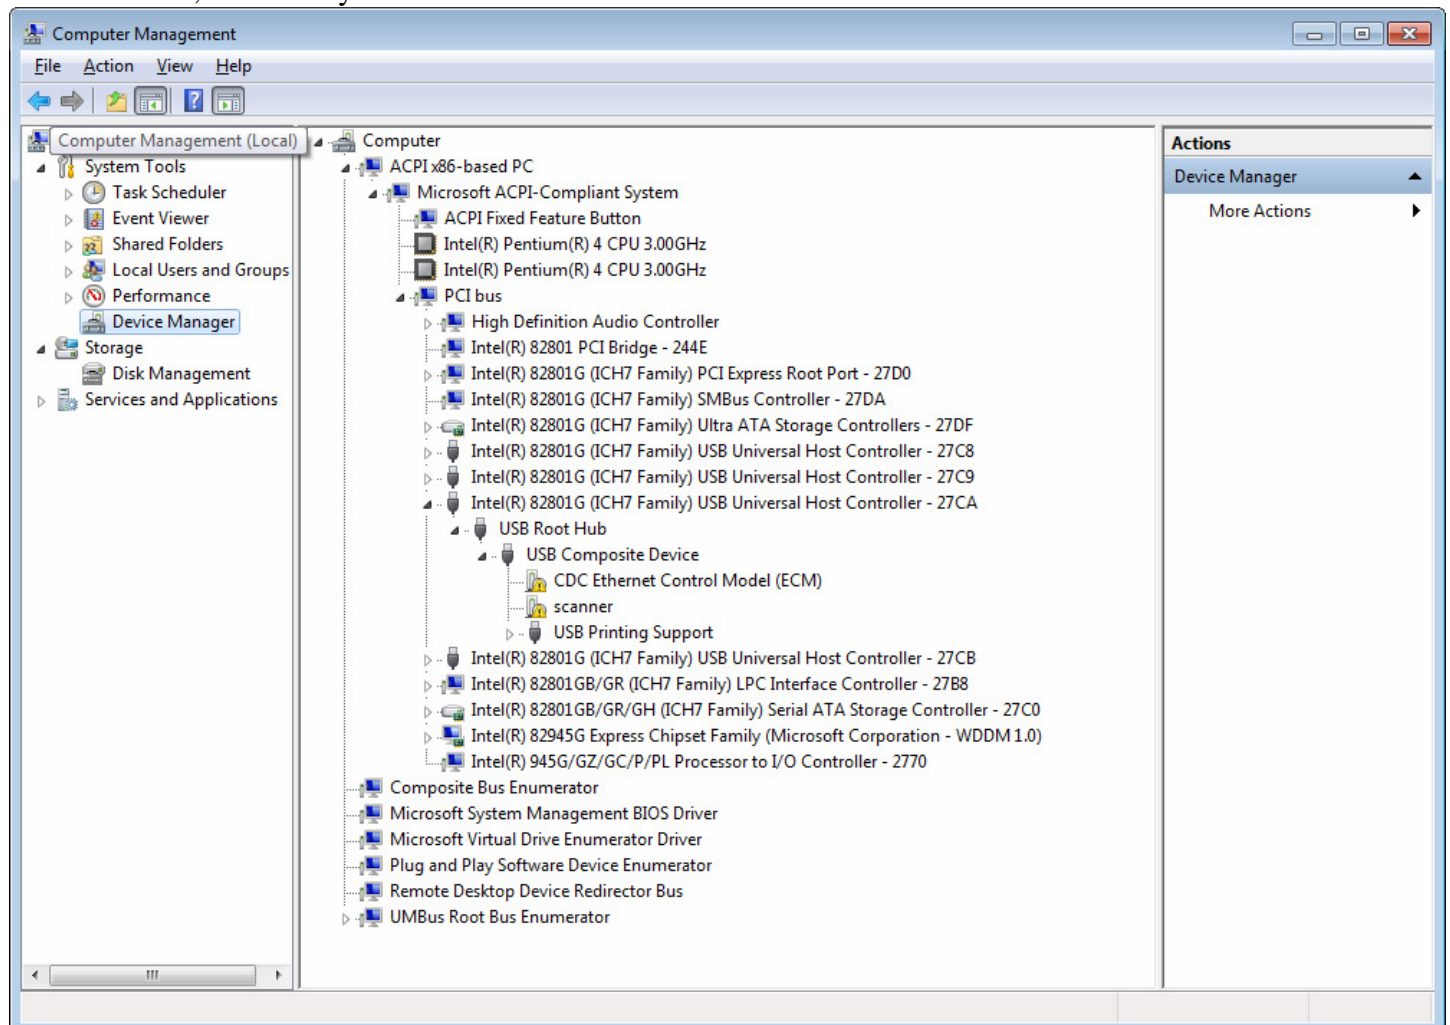 Computer Management
File Action View Help
Computer Management (Local)
System Tools
Task Scheduler
Event Viewer
Shared Folders
Local Users and Groups
Performance
Device Manager
Storage
Disk Management
Services and Applications
Computer
ACPI x86-based PC
Microsoft ACPI-Compliant System
ACPI Fixed Feature Button
Intel(R) Pentium(R) 4 CPU 3.00GHz
Intel(R) Pentium(R) 4 CPU 3.00GHz
PCI bus
High Definition Audio Controller
Intel(R) 82801 PCI Bridge - 244E
Intel(R) 82801G (ICH7 Family) PCI Express Root Port - 27D0
Intel(R) 82801G (ICH7 Family) SMBus Controller - 27DA
Intel(R) 82801G (ICH7 Family) Ultra ATA Storage Controllers - 27DF
Intel(R) 82801G (ICH7 Family) USB Universal Host Controller - 27C8
Intel(R) 82801G (ICH7 Family) USB Universal Host Controller - 27C9
Intel(R) 82801G (ICH7 Family) USB Universal Host Controller - 27CA
USB Root Hub
USB Composite Device
CDC Ethernet Control Model (ECM)
scanner
USB Printing Support
Intel(R) 82801G (ICH7 Family) USB Universal Host Controller - 27CB
Intel(R) 82801GB/GR (ICH7 Family) LPC Interface Controller - 27B8
Intel(R) 82801GB/GR/GH (ICH7 Family) Serial ATA Storage Controller - 27C0
Intel(R) 82945G Express Chipset Family (Microsoft Corporation - WDDM 1.0)
Intel(R) 945G/GZ/GC/P/PL Processor to I/O Controller - 2770
Composite Bus Enumerator
Microsoft System Management BIOS Driver
Microsoft Virtual Drive Enumerator Driver
Plug and Play Software Device Enumerator
Remote Desktop Device Redirector Bus
UMBus Root Bus Enumerator
Actions
Device Manager
More Actions